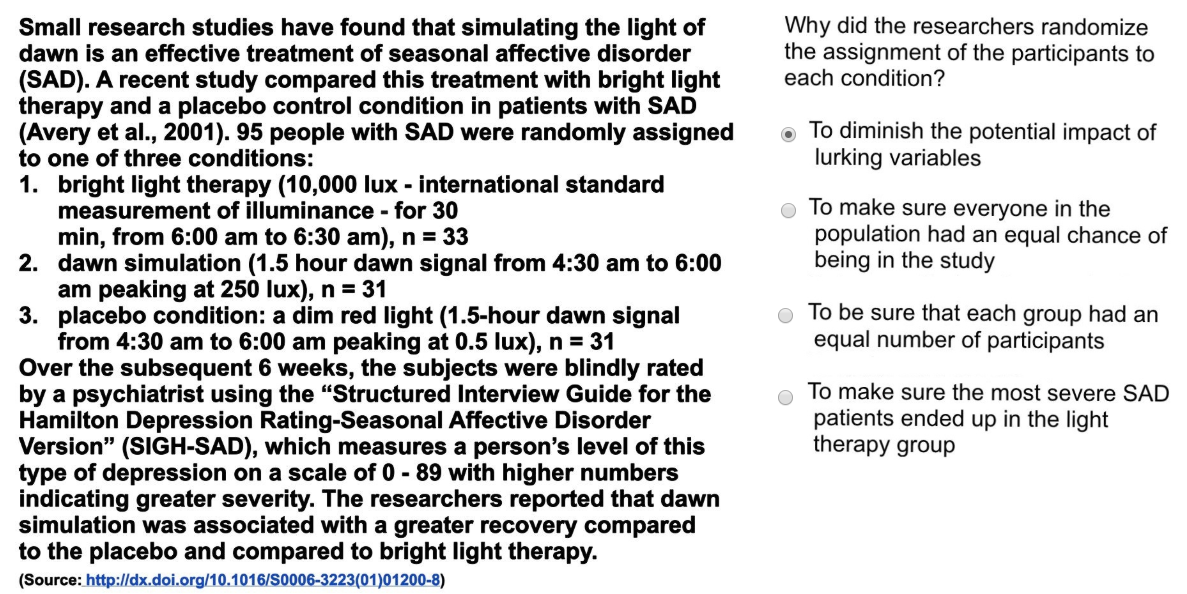 Small research studies have found that simulating the light of
dawn is an effective treatment of seasonal affective disorder
(SAD). A recent study compared this treatment with bright light
therapy and a placebo control condition in patients with SAD
(Avery et al., 2001). 95 people with SAD were randomly assigned
to one of three conditions:
1. bright light therapy (10,000 lux - international standard
measurement of illuminance - for 30
min, from 6:00 am to 6:30 am), n = 33
2. dawn simulation (1.5 hour dawn signal from 4:30 am to 6:00
am peaking at 250 lux), n = 31
3. placebo condition: a dim red light (1.5-hour dawn signal
from 4:30 am to 6:00 am peaking at 0.5 lux), n = 31
Over the subsequent 6 weeks, the subjects were blindly rated
by a psychiatrist using the “Structured Interview Guide for the
Hamilton Depression Rating-Seasonal Affective Disorder
Version” (SIGH-SAD), which measures a person’s level of this
type of depression on a scale of 0 - 89 with higher numbers
indicating greater severity. The researchers reported that dawn
simulation was associated with a greater recovery compared
to the placebo and compared to bright light therapy.
(Source: http://dx.doi.org/10.1016/S0006-3223(01)01200-8)
Why did the researchers randomize
the assignment of the participants to
each condition?
To diminish the potential impact of
lurking variables
To make sure everyone in the
population had an equal chance of
being in the study
To be sure that each group had an
equal number of participants
To make sure the most severe SAD
patients ended up in the light
therapy group